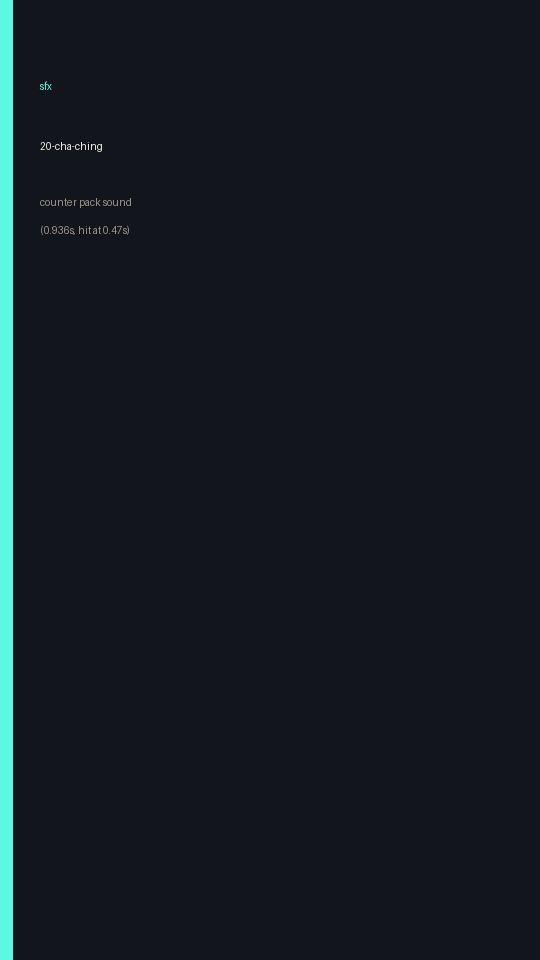 sfx
20-cha-ching
counter pack sound
(0.936s, hit at 0.47s)